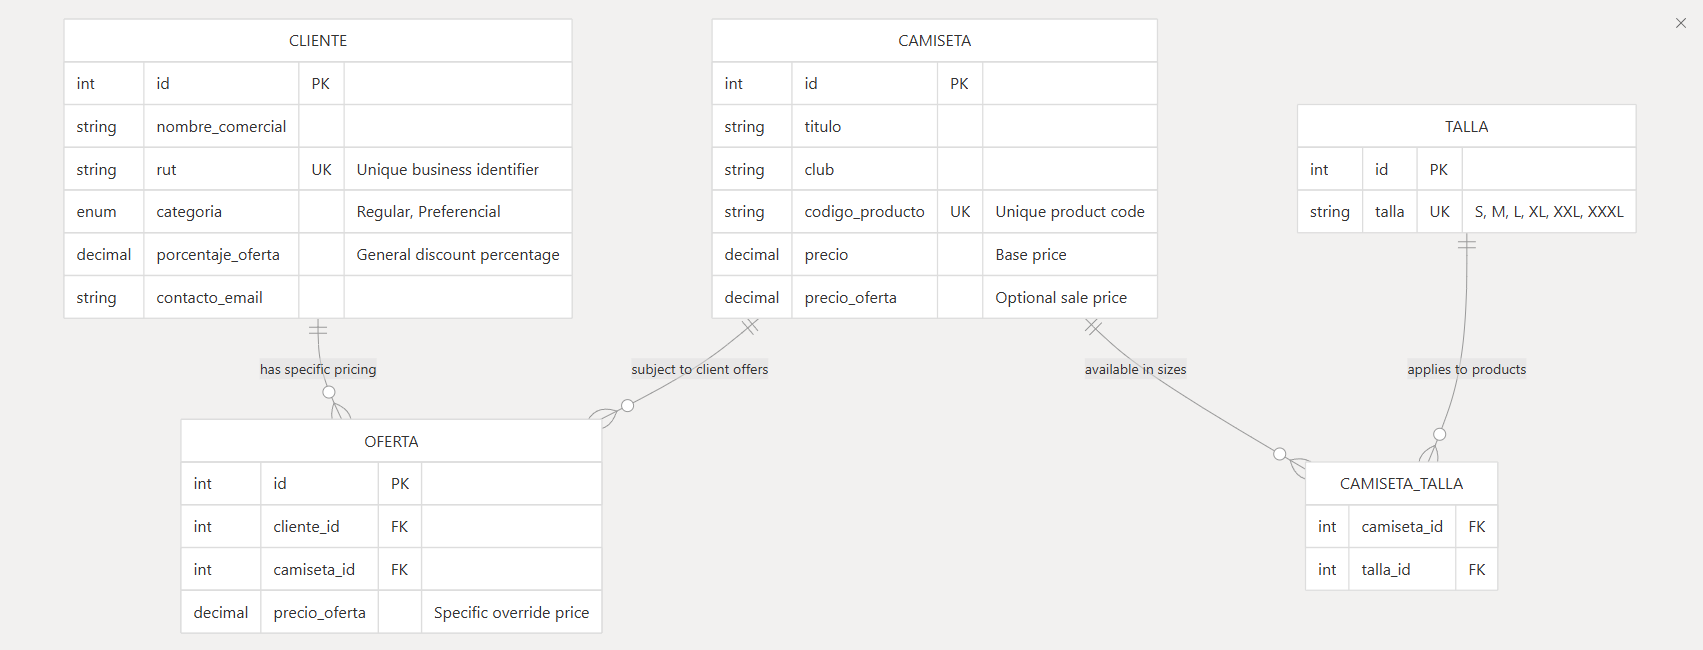 CLIENTE
int id PK
string nombre_comercial
string rut UK Unique business identifier
enum categoria Regular, Preferencial
decimal porcentaje_oferta General discount percentage
string contacto_email
CAMISETA
int id PK
string titulo
string club
string codigo_producto UK Unique product code
decimal precio Base price
decimal precio_oferta Optional sale price
TALLA
int id PK
string talla UK S, M, L, XL, XXL, XXXL
has specific pricing
subject to client offers
available in sizes
applies to products
OFERTA
int id PK
int cliente_id FK
int camiseta_id FK
decimal precio_oferta Specific override price
CAMISETA_TALLA
int camiseta_id FK
int talla_id FK